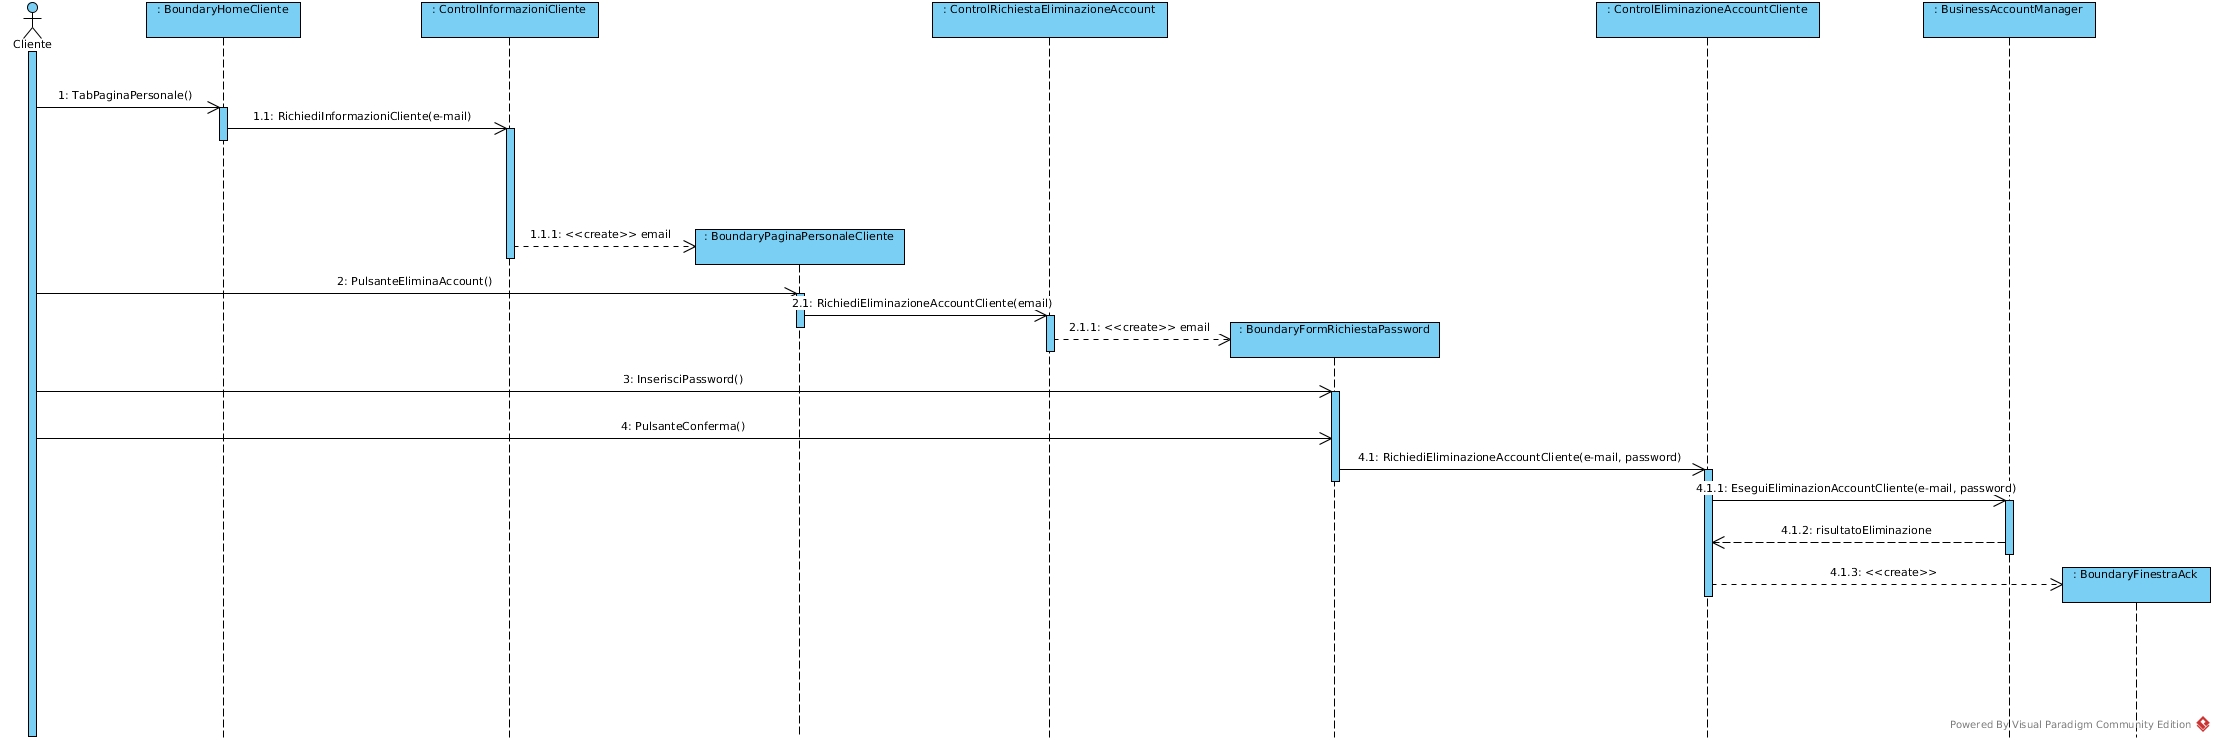 : BoundaryHomeCliente
: ControlInformazioniCliente
: ControlRichiestaEliminazioneAccount
: ControlEliminazioneAccountCliente
: BusinessAccountManager
Cliente
1: TabPaginaPersonale()
1.1: RichiediInformazioniCliente(e-mail)
1.1.1: <<create>> email
: BoundaryPaginaPersonaleCliente
2: PulsanteEliminaAccount()
2.1: RichiediEliminazioneAccountCliente(email)
2.1.1: <<create>> email
: BoundaryFormRichiestaPassword
3: InserisciPassword()
4: PulsanteConferma()
4.1: RichiediEliminazioneAccountCliente(e-mail, password)
4.1.1: EseguiEliminazionAccountCliente(e-mail, password)
4.1.2: risultatoEliminazione
4.1.3: <<create>>
: BoundaryFinestraAck
Powered By Visual Paradigm Community Edition